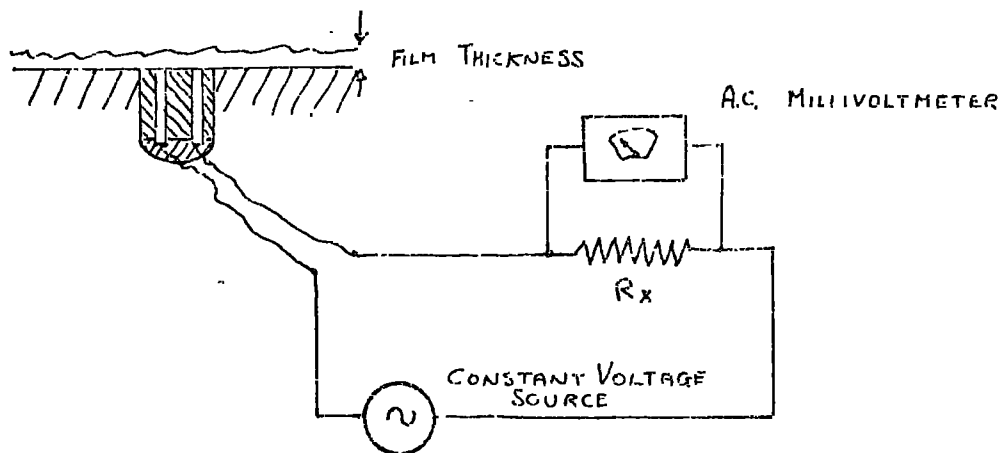 FILM THICKNESS
A.C. MILLIVOLTMETER
Rx
CONSTANT VOLTAGE
SOURCE